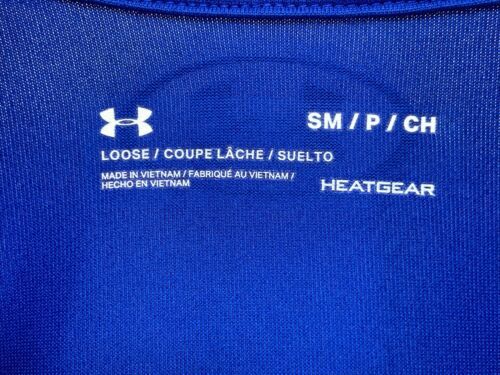 SM / P / CH
LOOSE / COUPE LÂCHE / SUELTO
MADE IN VIETNAM / FABRIQUÉ AU VIETNAM /
HECHO EN VIETNAM
HEATGEAR